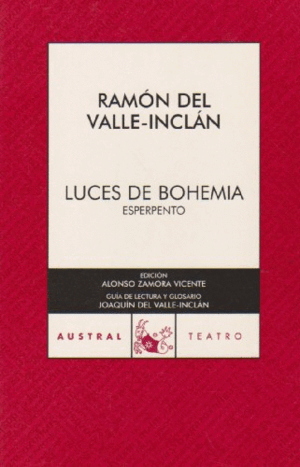 RAMÓN DEL
VALLE-INCLÁN
LUCES DE BOHEMIA
ESPERPENTO
EDICIÓN
ALONSO ZAMORA VICENTE
GUÍA DE LECTURA Y GLOSARIO
JOAQUÍN DEL VALLE-INCLÁN
AUSTRAL TEATRO